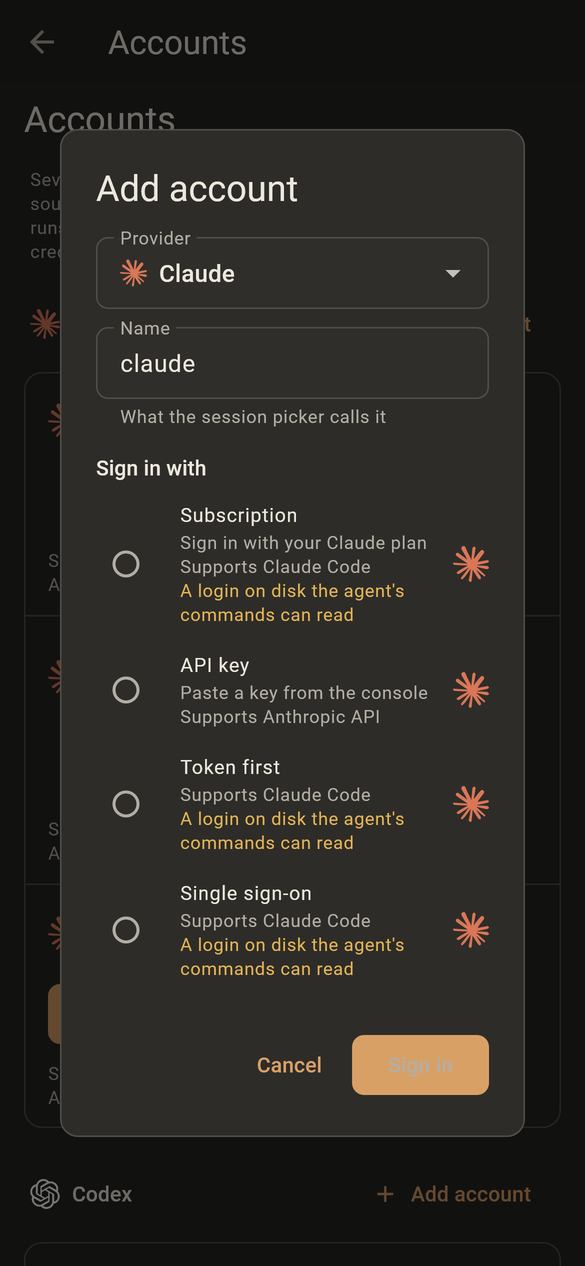 Accounts
Accounts
Add account
Provider
Claude
Name
claude
What the session picker calls it
Sign in with
Subscription
Sign in with your Claude plan
Supports Claude Code
A login on disk the agent's
commands can read
API key
Paste a key from the console
Supports Anthropic API
Token first
Supports Claude Code
A login on disk the agent's
commands can read
Single sign-on
Supports Claude Code
A login on disk the agent's
commands can read
Cancel
Sign in
Codex
+ Add account